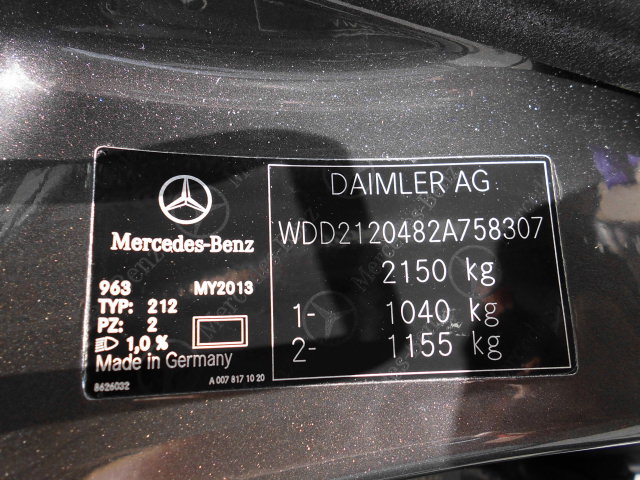 Mercedes-Benz
963 MY2013
TYP: 212
PZ: 2
1,0 %
Made in Germany
8626032 A 007 817 10 20
DAIMLER AG
WDD2120482A758307
2150 kg
1- 1040 kg
2- 1155 kg